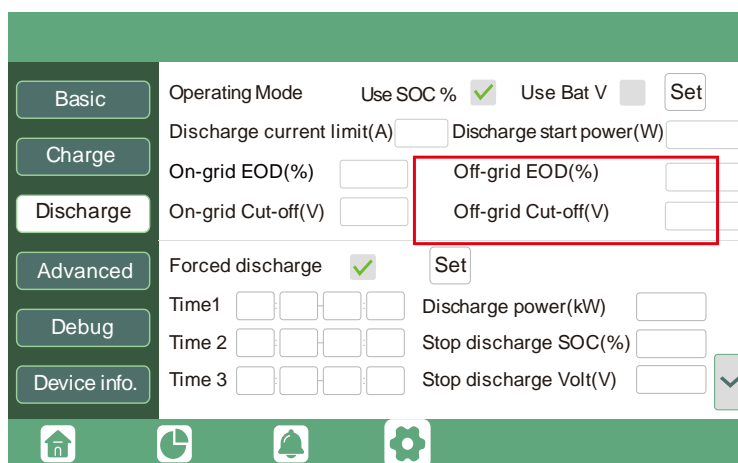 Basic
Charge
Discharge
Advanced
Debug
Device info.
Operating Mode Use SOC % Use Bat V Set
Discharge current limit(A) Discharge start power(W)
On-grid EOD(%) Off-grid EOD(%)
On-grid Cut-off(V) Off-grid Cut-off(V)
Forced discharge Set
Time1 : - : Discharge power(kW)
Time 2 : - : Stop discharge SOC(%)
Time 3 : - : Stop discharge Volt(V)